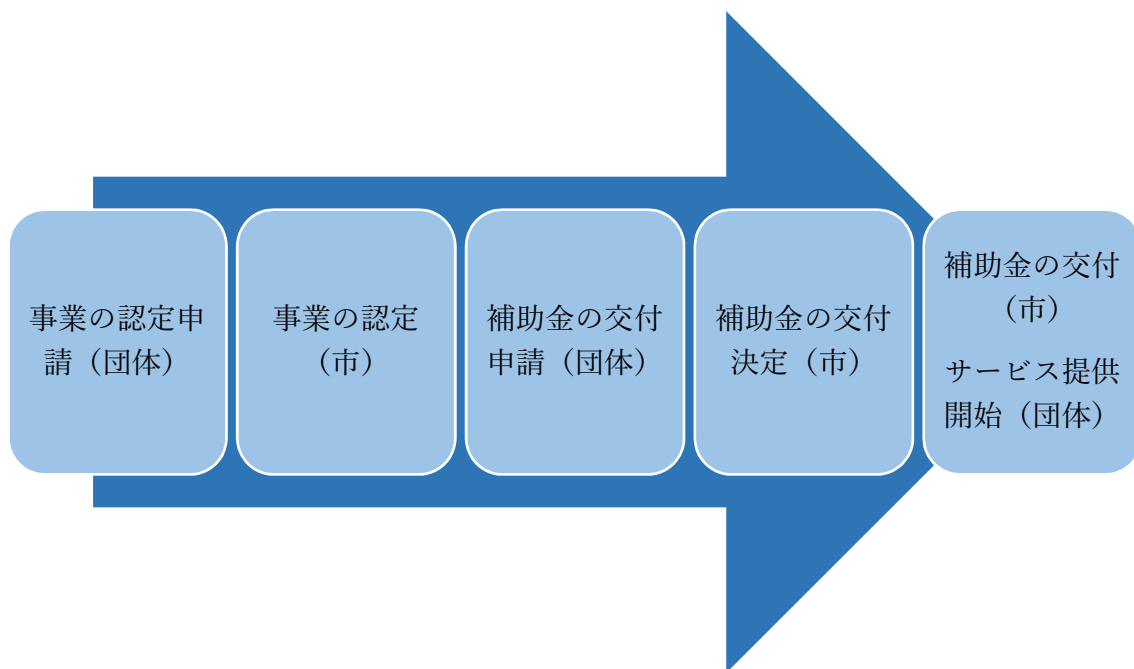 事業の認定申
請（団体）
事業の認定
（市）
補助金の交付
申請（団体）
補助金の交付
決定（市）
補助金の交付
（市）
サービス提供
開始（団体）